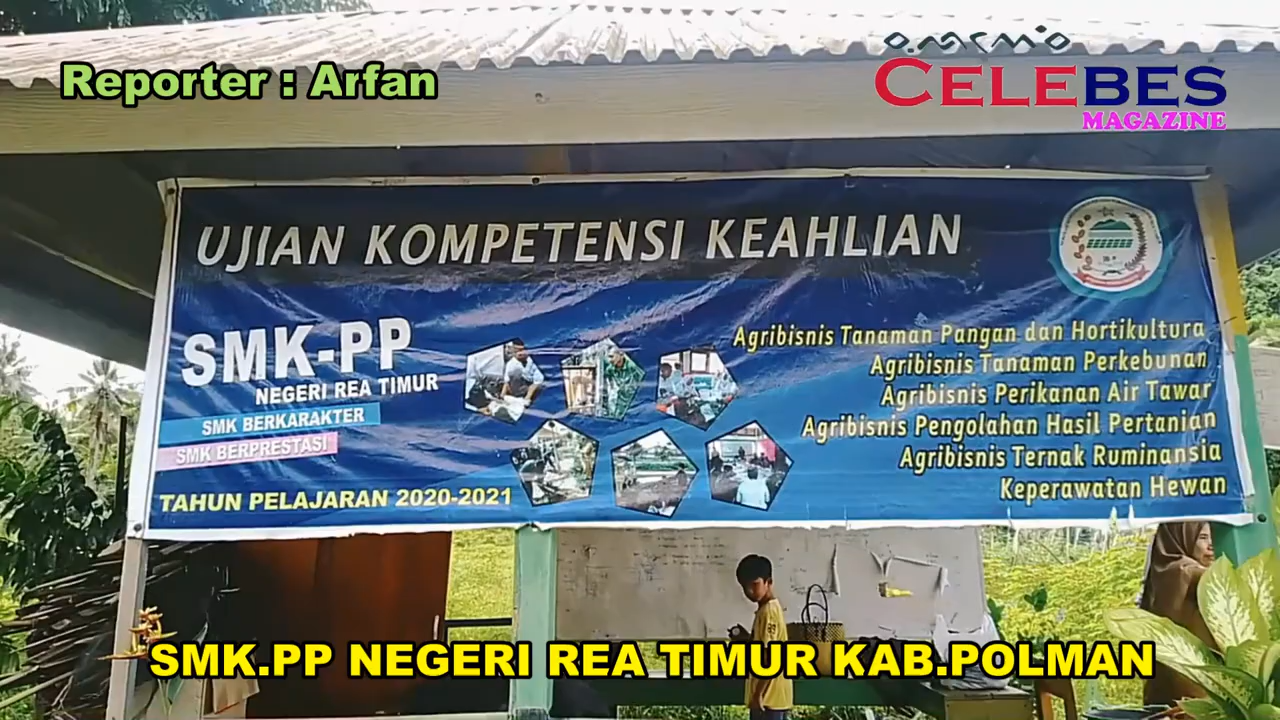 Reporter : Arfan
CELEBES
MAGAZINE
UJIAN KOMPETENSI KEAHLIAN
SMK-PP
NEGERI REA TIMUR
SMK BERKARAKTER
SMK BERPRESTASI
TAHUN PELAJARAN 2020-2021
Agribisnis Tanaman Pangan dan Hortikultura
Agribisnis Tanaman Perkebunan
Agribisnis Perikanan Air Tawar
Agribisnis Pengolahan Hasil Pertanian
Agribisnis Ternak Ruminansia
Keperawatan Hewan
SMK.PP NEGERI REA TIMUR KAB.POLMAN